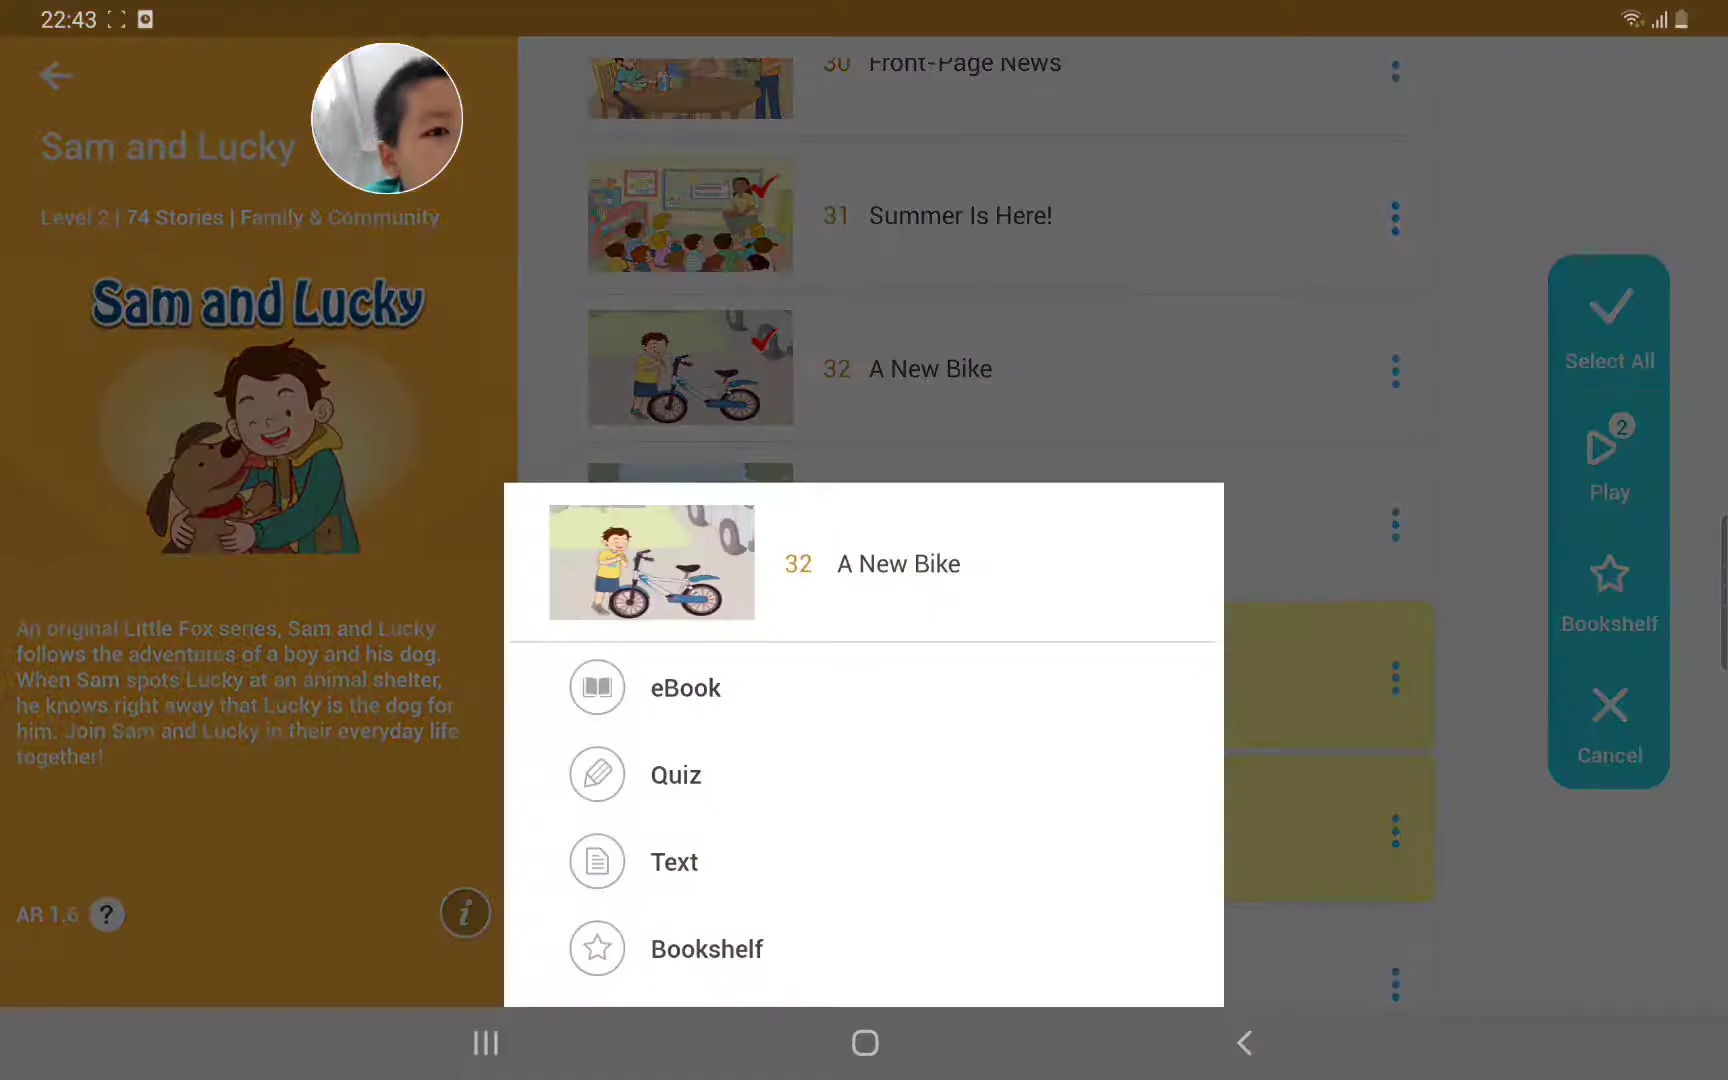 22:43
Sam and Lucky
Level 2 | 74 Stories | Family & Community
Sam and Lucky
An original Little Fox series, Sam and Lucky
follows the adventures of a boy and his dog.
When Sam spots Lucky at an animal shelter,
he knows right away that Lucky is the dog for
him. Join Sam and Lucky in their everyday life
together!
AR 1.6 ?
i
30 Front-Page News
31 Summer Is Here!
32 A New Bike
32 A New Bike
eBook
Quiz
Text
Bookshelf
Select All
2
Play
Bookshelf
Cancel